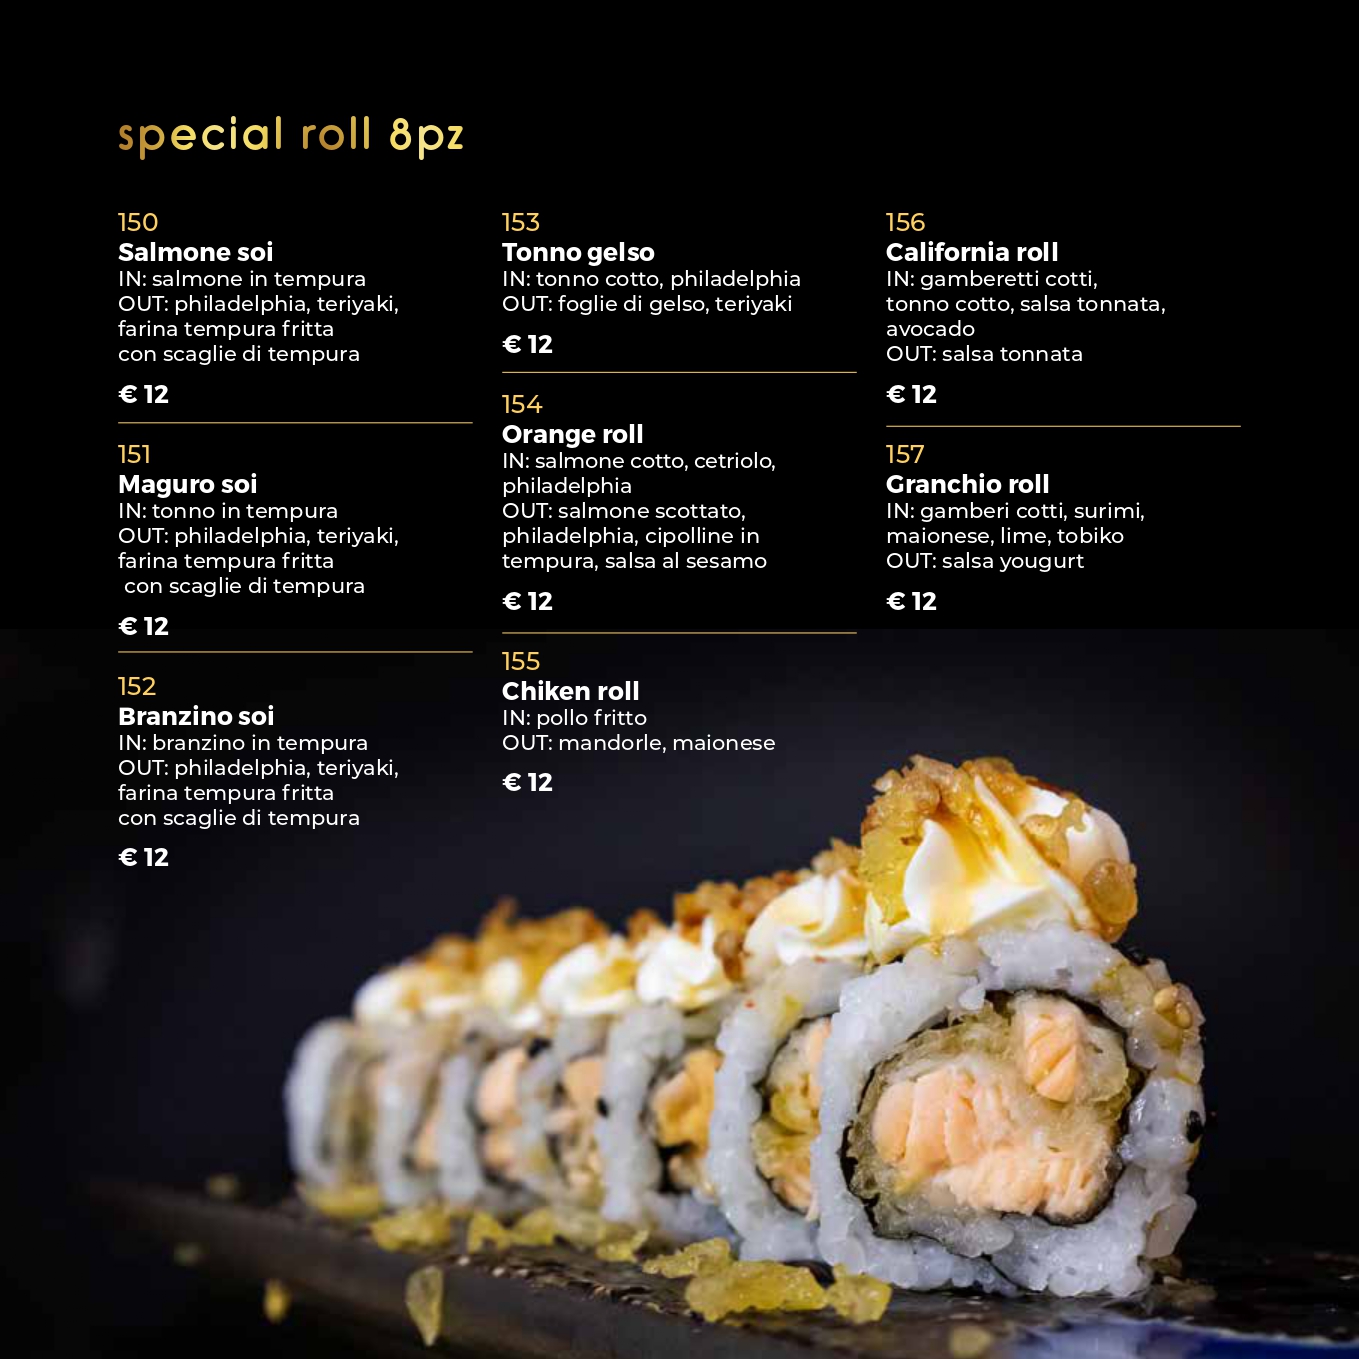 special roll 8pz
150
Salmone soi
IN: salmone in tempura
OUT: philadelphia, teriyaki,
farina tempura fritta
con scaglie di tempura
€ 12
151
Maguro soi
IN: tonno in tempura
OUT: philadelphia, teriyaki,
farina tempura fritta
con scaglie di tempura
€ 12
152
Branzino soi
IN: branzino in tempura
OUT: philadelphia, teriyaki,
farina tempura fritta
con scaglie di tempura
€ 12
153
Tonno gelso
IN: tonno cotto, philadelphia
OUT: foglie di gelso, teriyaki
€ 12
154
Orange roll
IN: salmone cotto, cetriolo,
philadelphia
OUT: salmone scottato,
philadelphia, cipolline in
tempura, salsa al sesamo
€ 12
155
Chiken roll
IN: pollo fritto
OUT: mandorle, maionese
€ 12
156
California roll
IN: gamberetti cotti,
tonno cotto, salsa tonnata,
avocado
OUT: salsa tonnata
€ 12
157
Granchio roll
IN: gamberi cotti, surimi,
maionese, lime, tobiko
OUT: salsa yougurt
€ 12